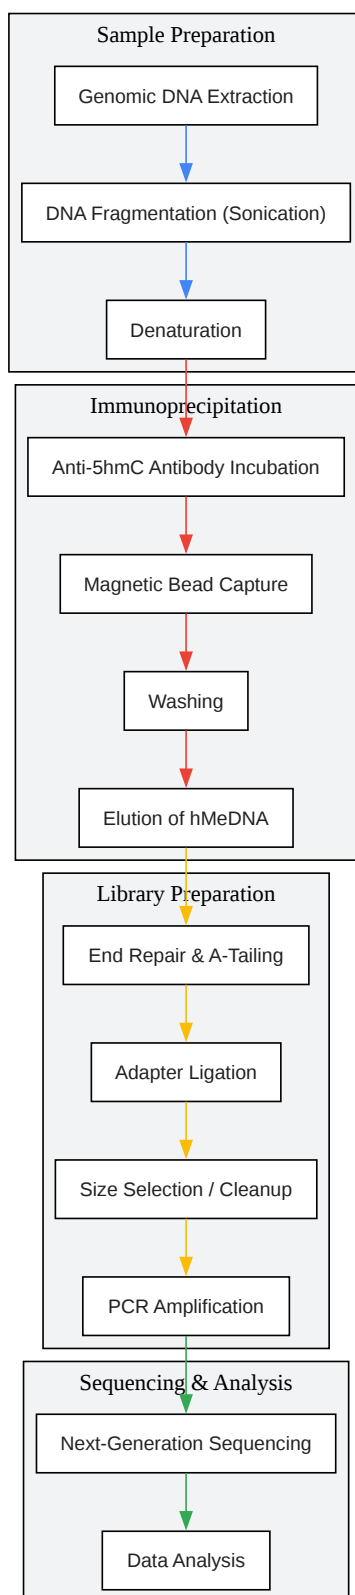 Sample Preparation
Genomic DNA Extraction
DNA Fragmentation (Sonication)
Denaturation
Immunoprecipitation
Anti-5hmC Antibody Incubation
Magnetic Bead Capture
Washing
Elution of hMeDNA
Library Preparation
End Repair & A-Tailing
Adapter Ligation
Size Selection / Cleanup
PCR Amplification
Sequencing & Analysis
Next-Generation Sequencing
Data Analysis